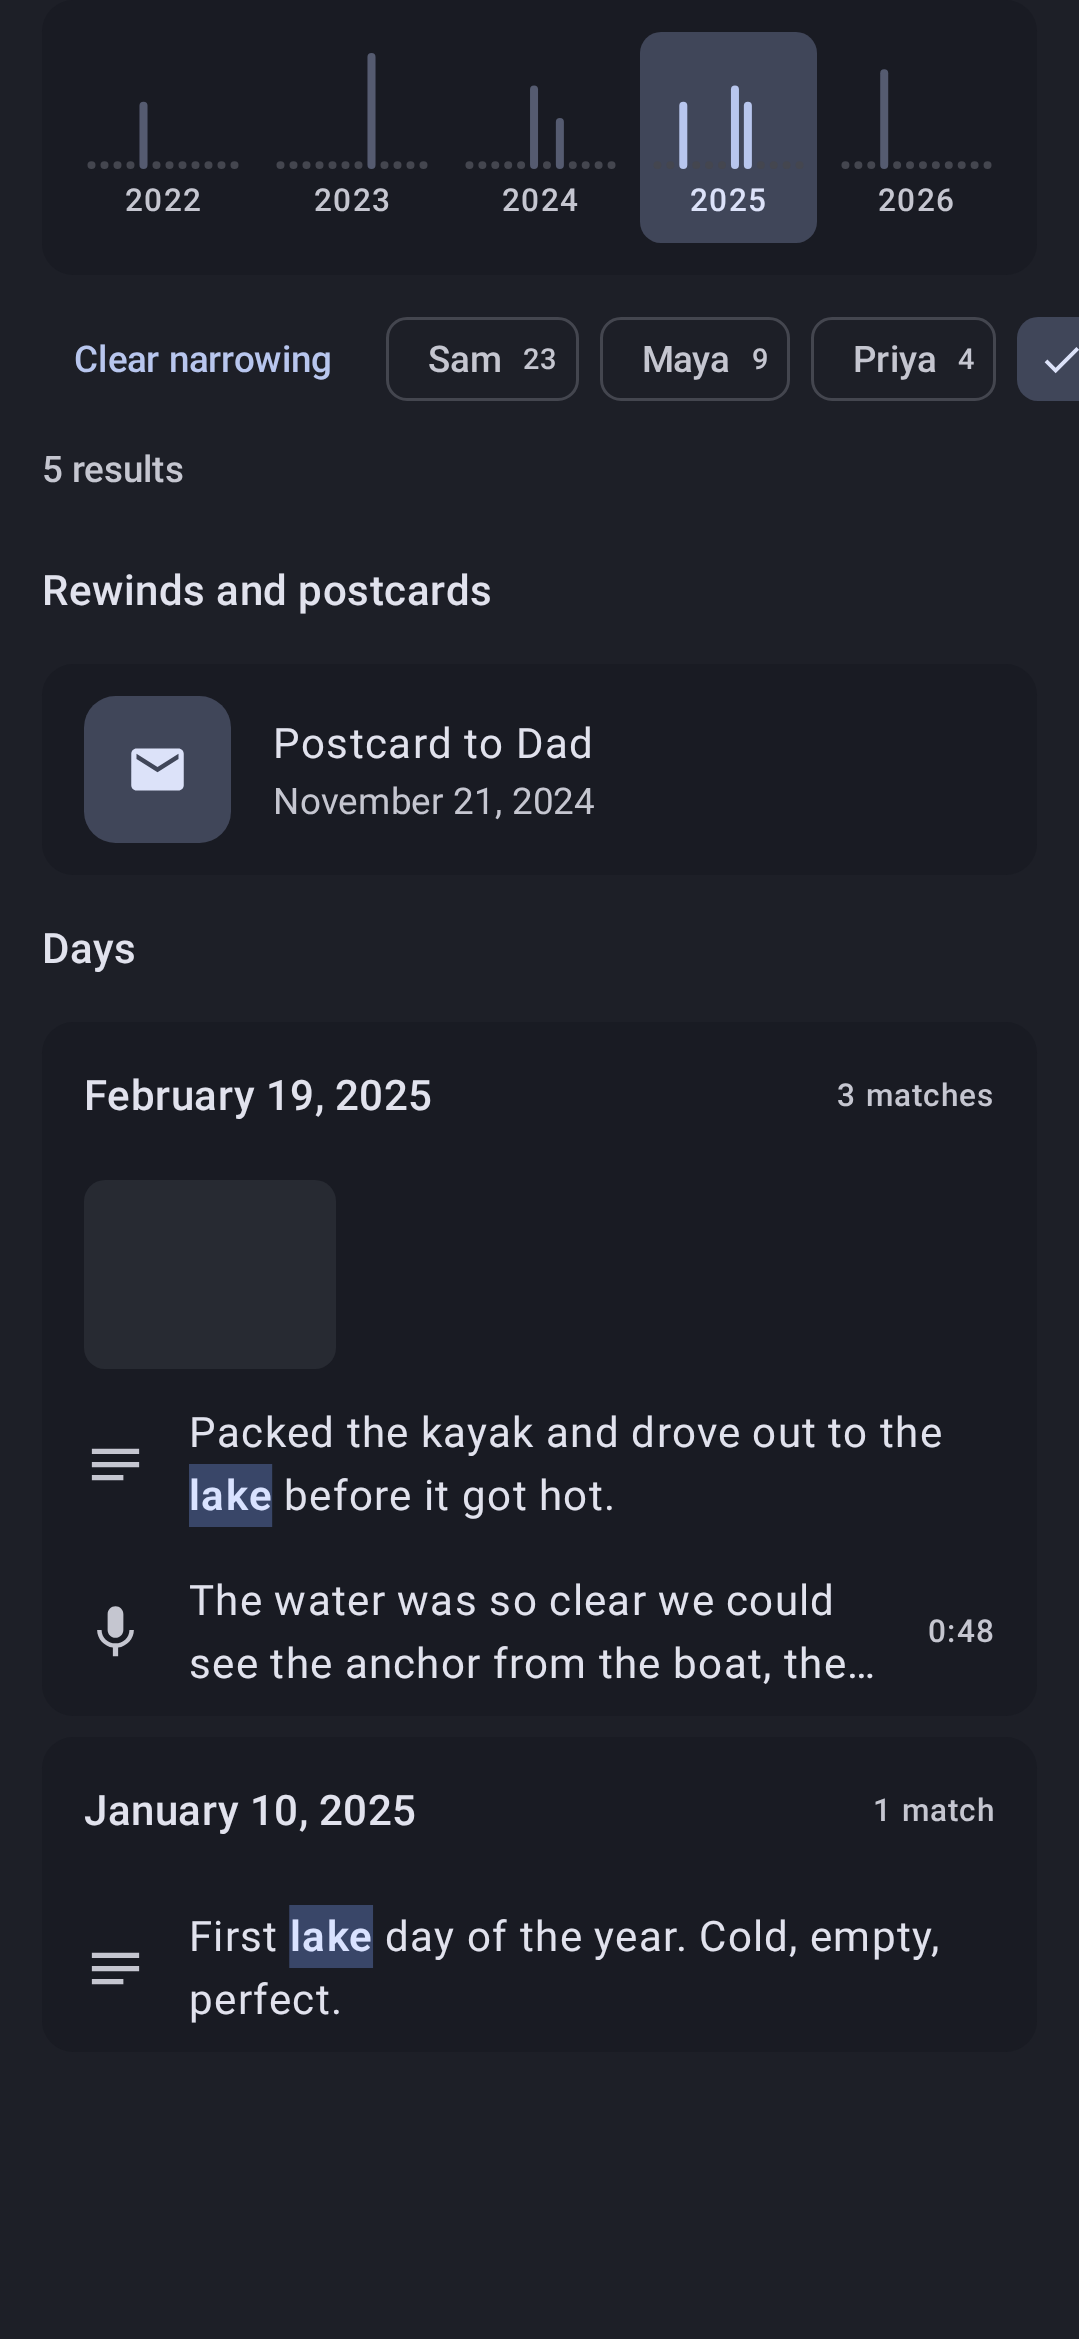 2022 2023 2024 2025 2026
Clear narrowing Sam 23 Maya 9 Priya 4
5 results
Rewinds and postcards
Postcard to Dad
November 21, 2024
Days
February 19, 2025 3 matches
Packed the kayak and drove out to the
lake before it got hot.
The water was so clear we could
see the anchor from the boat, the…
0:48
January 10, 2025 1 match
First lake day of the year. Cold, empty,
perfect.